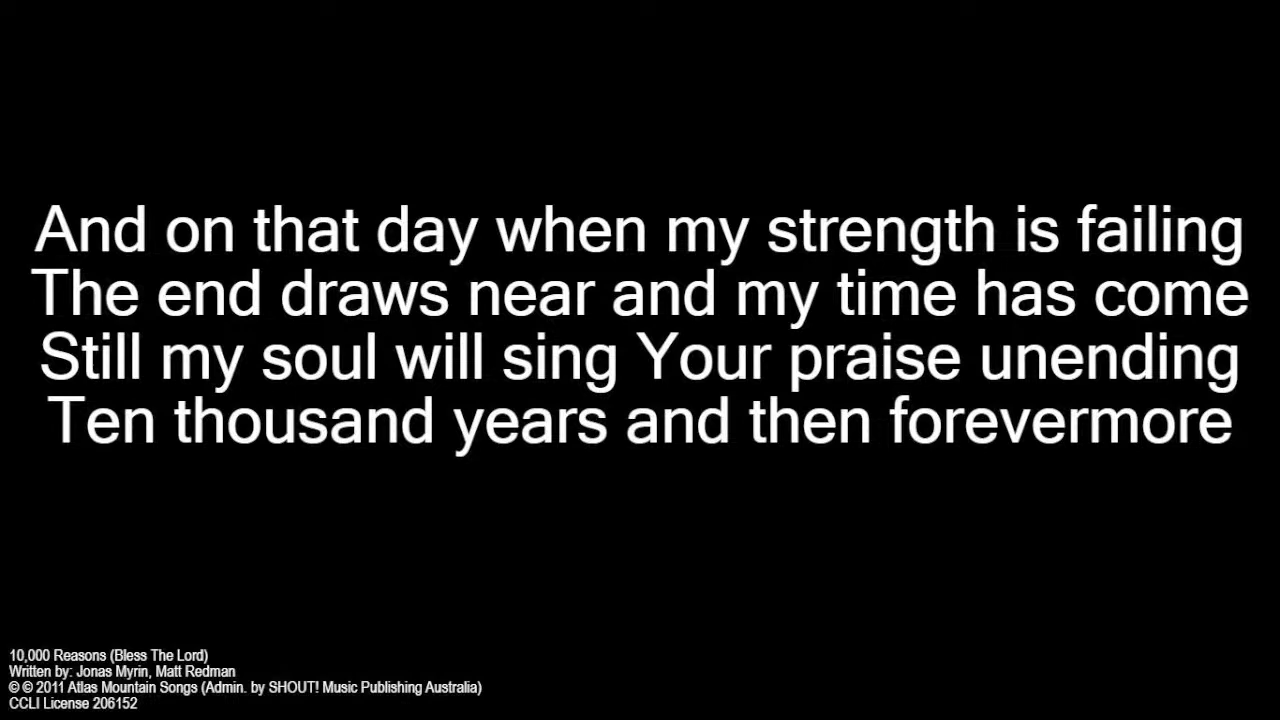 And on that day when my strength is failing
The end draws near and my time has come
Still my soul will sing Your praise unending
Ten thousand years and then forevermore
10,000 Reasons (Bless The Lord)
Written by: Jonas Myrin, Matt Redman
© © 2011 Atlas Mountain Songs (Admin. by SHOUT! Music Publishing Australia)
CCLI License 206152